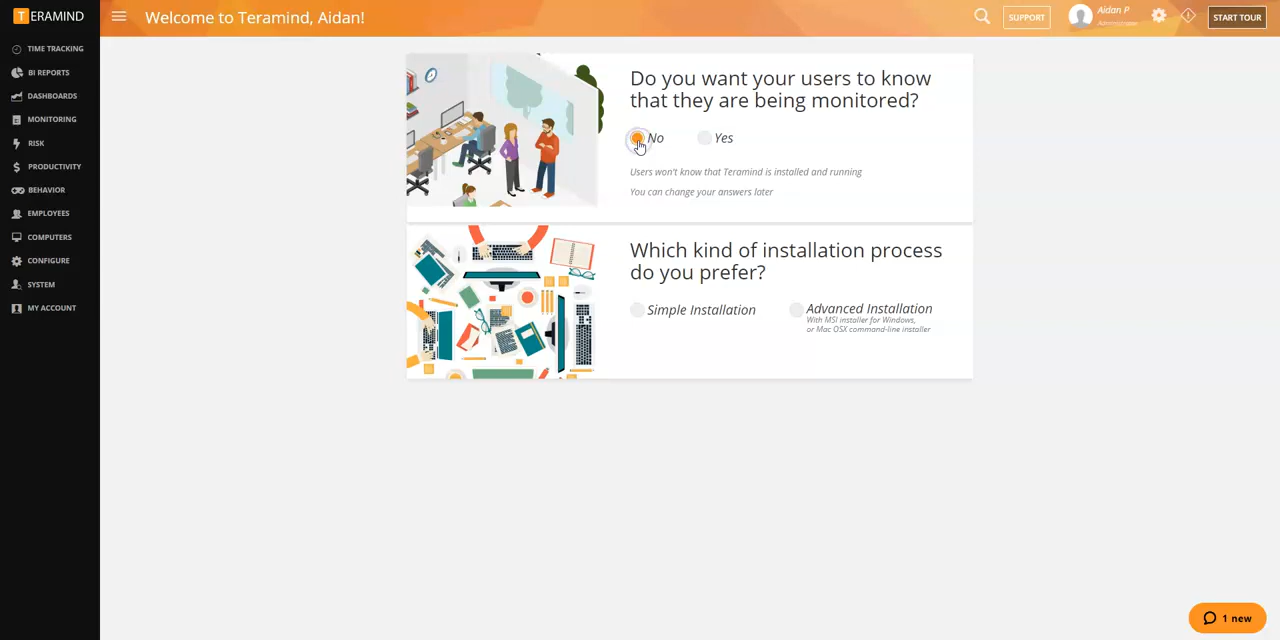 TERAMIND
Welcome to Teramind, Aidan!
SUPPORT
Aidan P
Administrator
START TOUR
TIME TRACKING
BI REPORTS
DASHBOARDS
MONITORING
RISK
PRODUCTIVITY
BEHAVIOR
EMPLOYEES
COMPUTERS
CONFIGURE
SYSTEM
MY ACCOUNT
Do you want your users to know
that they are being monitored?
No
Yes
Users won't know that Teramind is installed and running
You can change your answers later
Which kind of installation process
do you prefer?
Simple Installation
Advanced Installation
With MSI installer for Windows,
or Mac OSX command-line installer
1 new